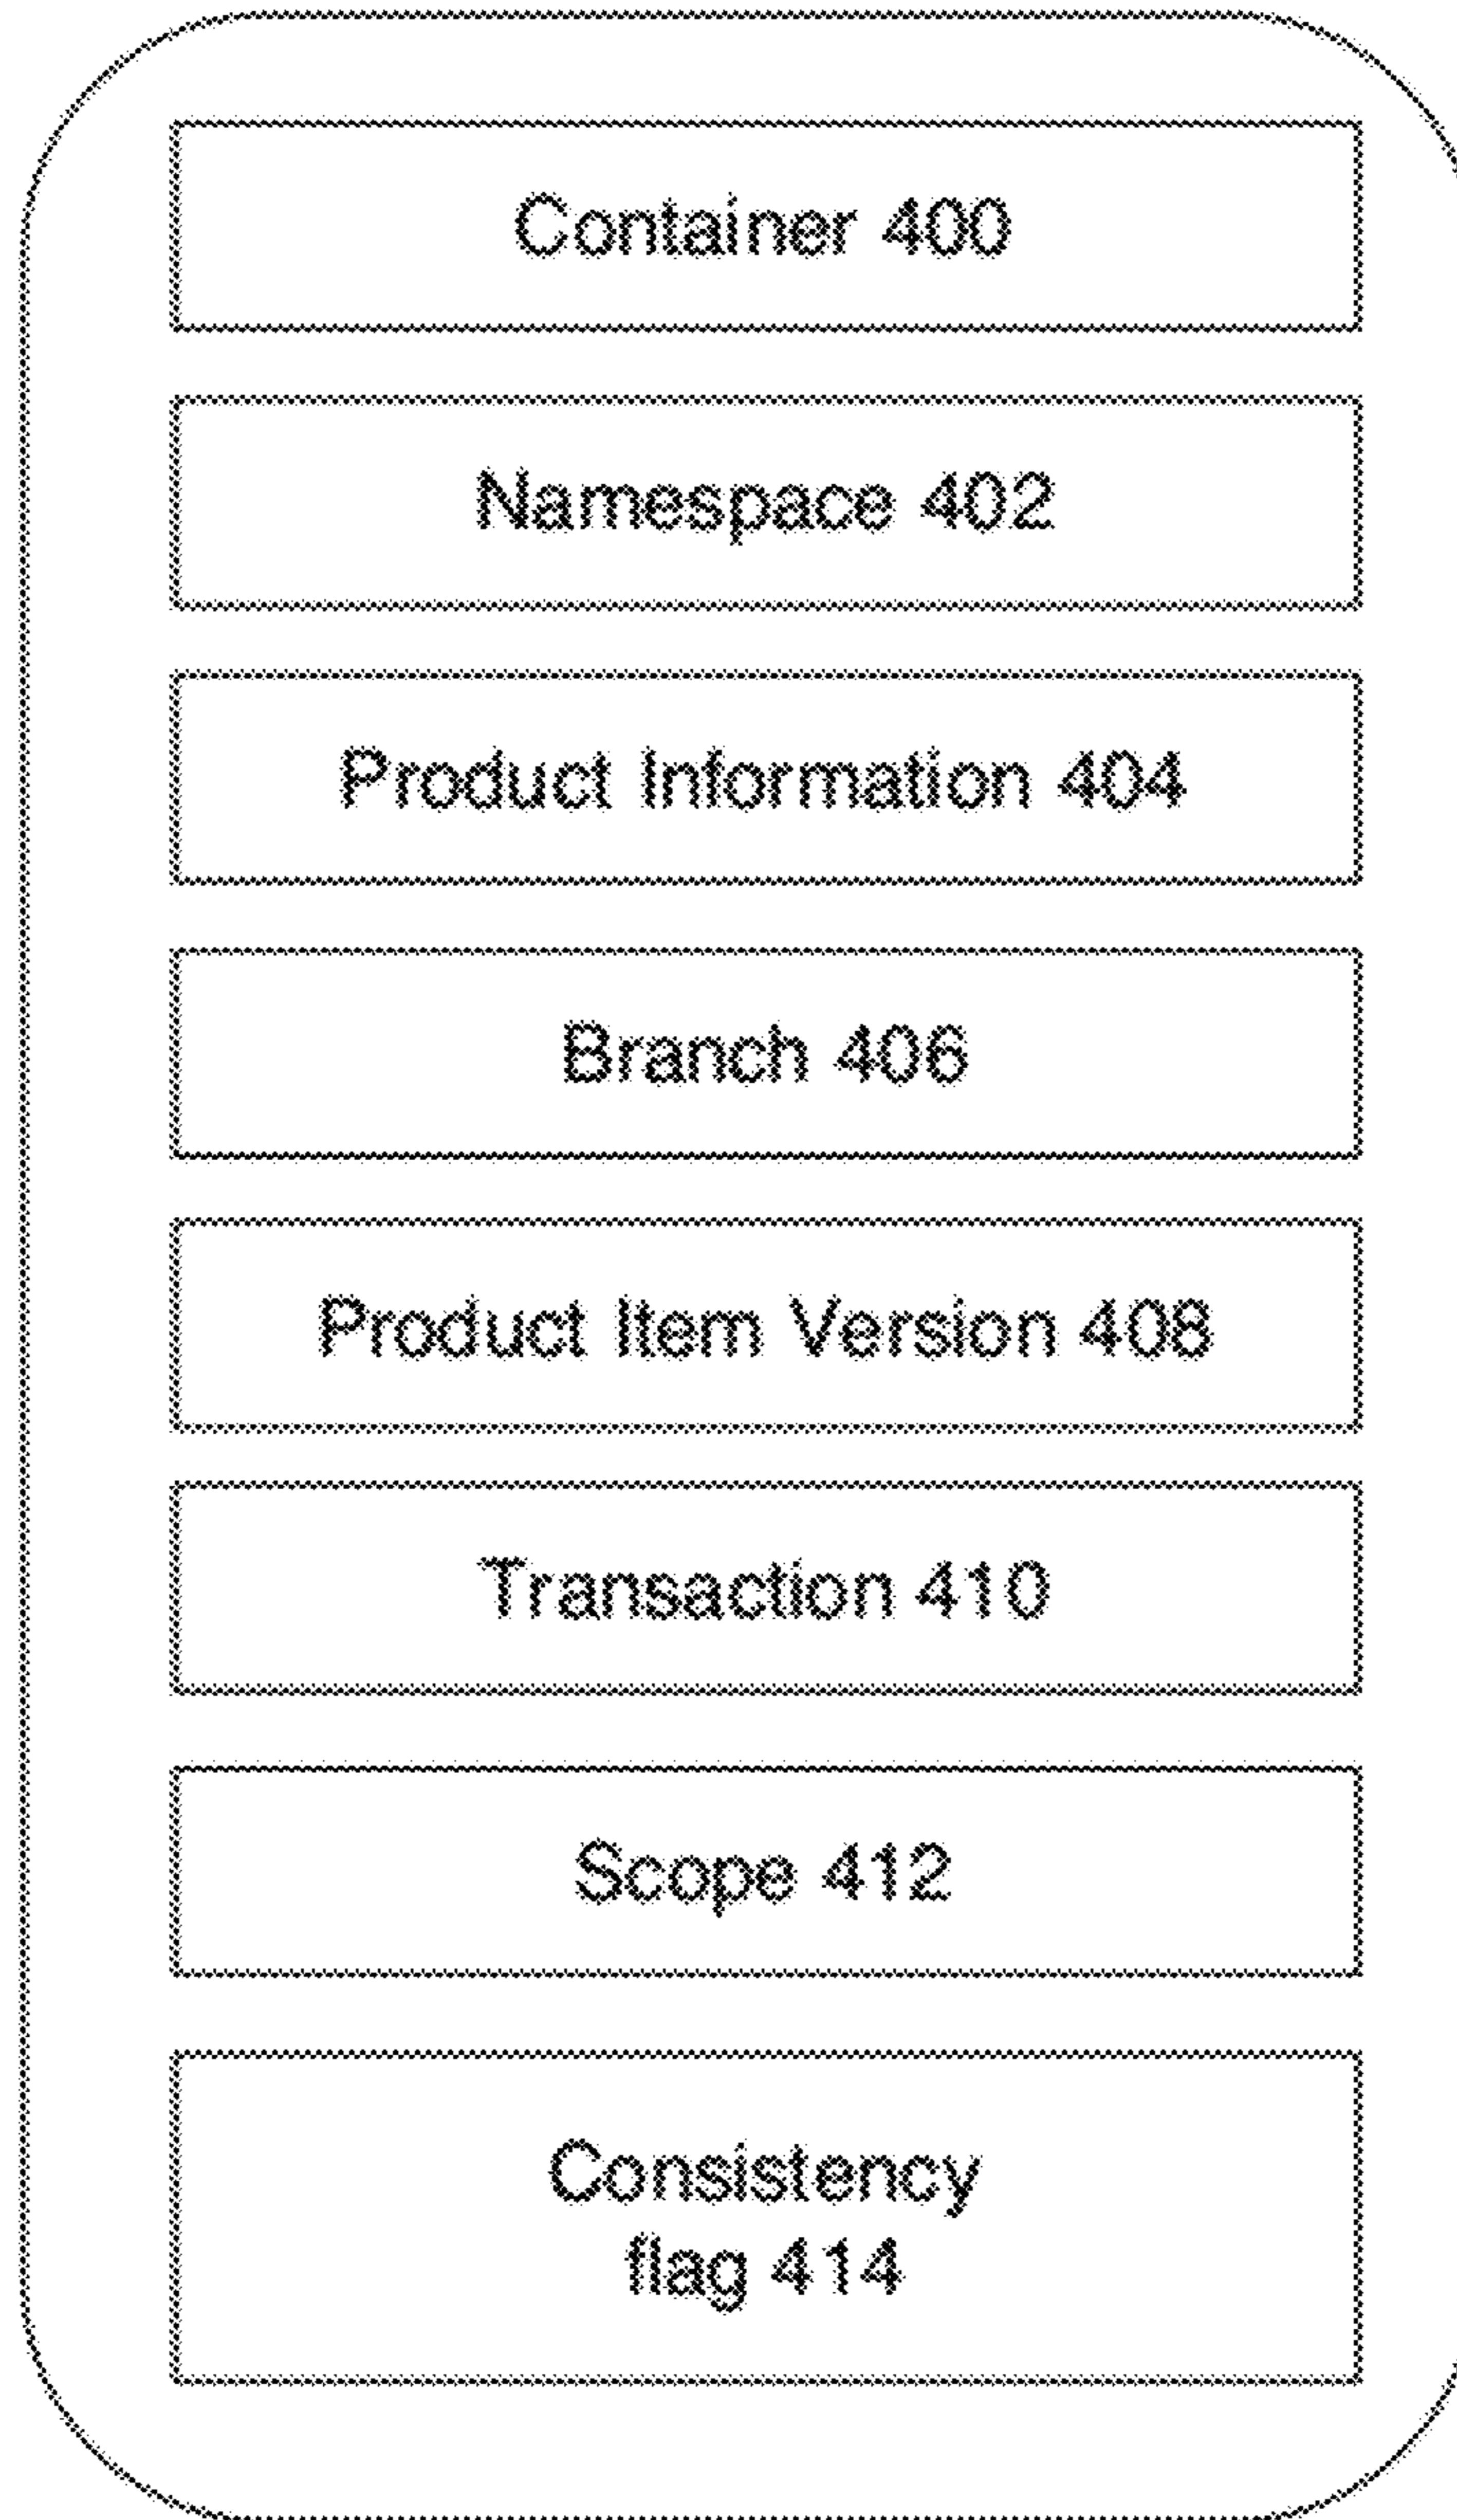 Container 400
Namespace 402
Product Information 404
Branch 406
Product Item Version 408
Transaction 410
Scope 412
Consistency
flag 414